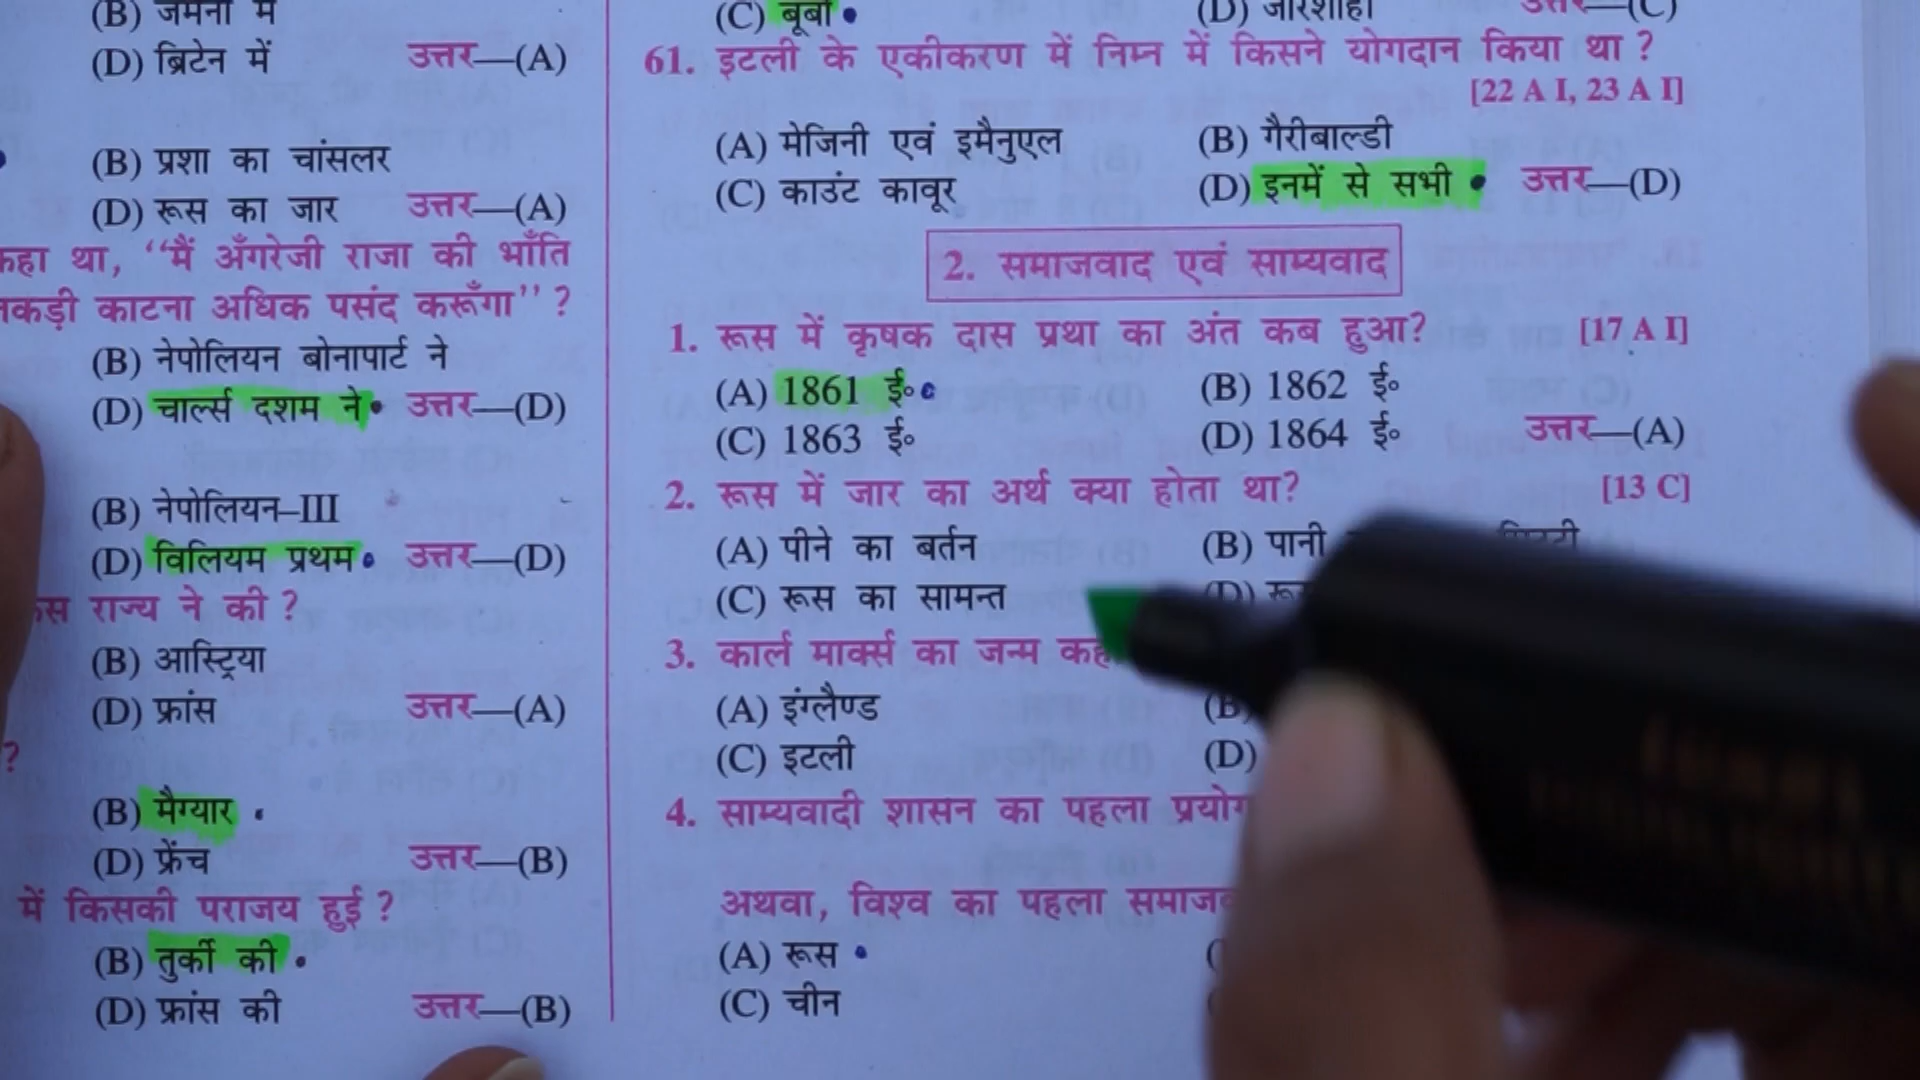 (B) जर्मनी में
(D) ब्रिटेन में उत्तर—(A)
(B) प्रशा का चांसलर
(D) रूस का जार उत्तर—(A)
कहा था, ‘‘मैं अँगरेजी राजा की भाँति
काटना अधिक पसंद करूँगा’’ ?
(B) नेपोलियन बोनापार्ट ने
(D) चार्ल्स दशम ने उत्तर—(D)
(B) नेपोलियन–III
(D) विलियम प्रथम उत्तर—(D)
राज्य ने की ?
(B) आस्ट्रिया
(D) फ्रांस उत्तर—(A)
?
(B) मैग्यार
(D) फ्रेंच उत्तर—(B)
में किसकी पराजय हुई ?
(B) तुर्की की
(D) फ्रांस की उत्तर—(B)
(C) बूर्बों (D) जारशाही उत्तर—(C)
61. इटली के एकीकरण में निम्न में किसने योगदान किया था ?
[22 A I, 23 A I]
(A) मेजिनी एवं इमैनुएल (B) गैरीबाल्डी
(C) काउंट कावूर (D) इनमें से सभी उत्तर—(D)
2. समाजवाद एवं साम्यवाद
1. रूस में कृषक दास प्रथा का अंत कब हुआ? [17 A I]
(A) 1861 ई० (B) 1862 ई०
(C) 1863 ई० (D) 1864 ई० उत्तर—(A)
2. रूस में जार का अर्थ क्या होता था? [13 C]
(A) पीने का बर्तन (B) पानी
(C) रूस का सामन्त (D)
3. कार्ल मार्क्स का जन्म
(A) इंग्लैण्ड (B)
(C) इटली (D)
4. साम्यवादी शासन का पहला
अथवा, विश्व का पहला
(A) रूस
(C) चीन